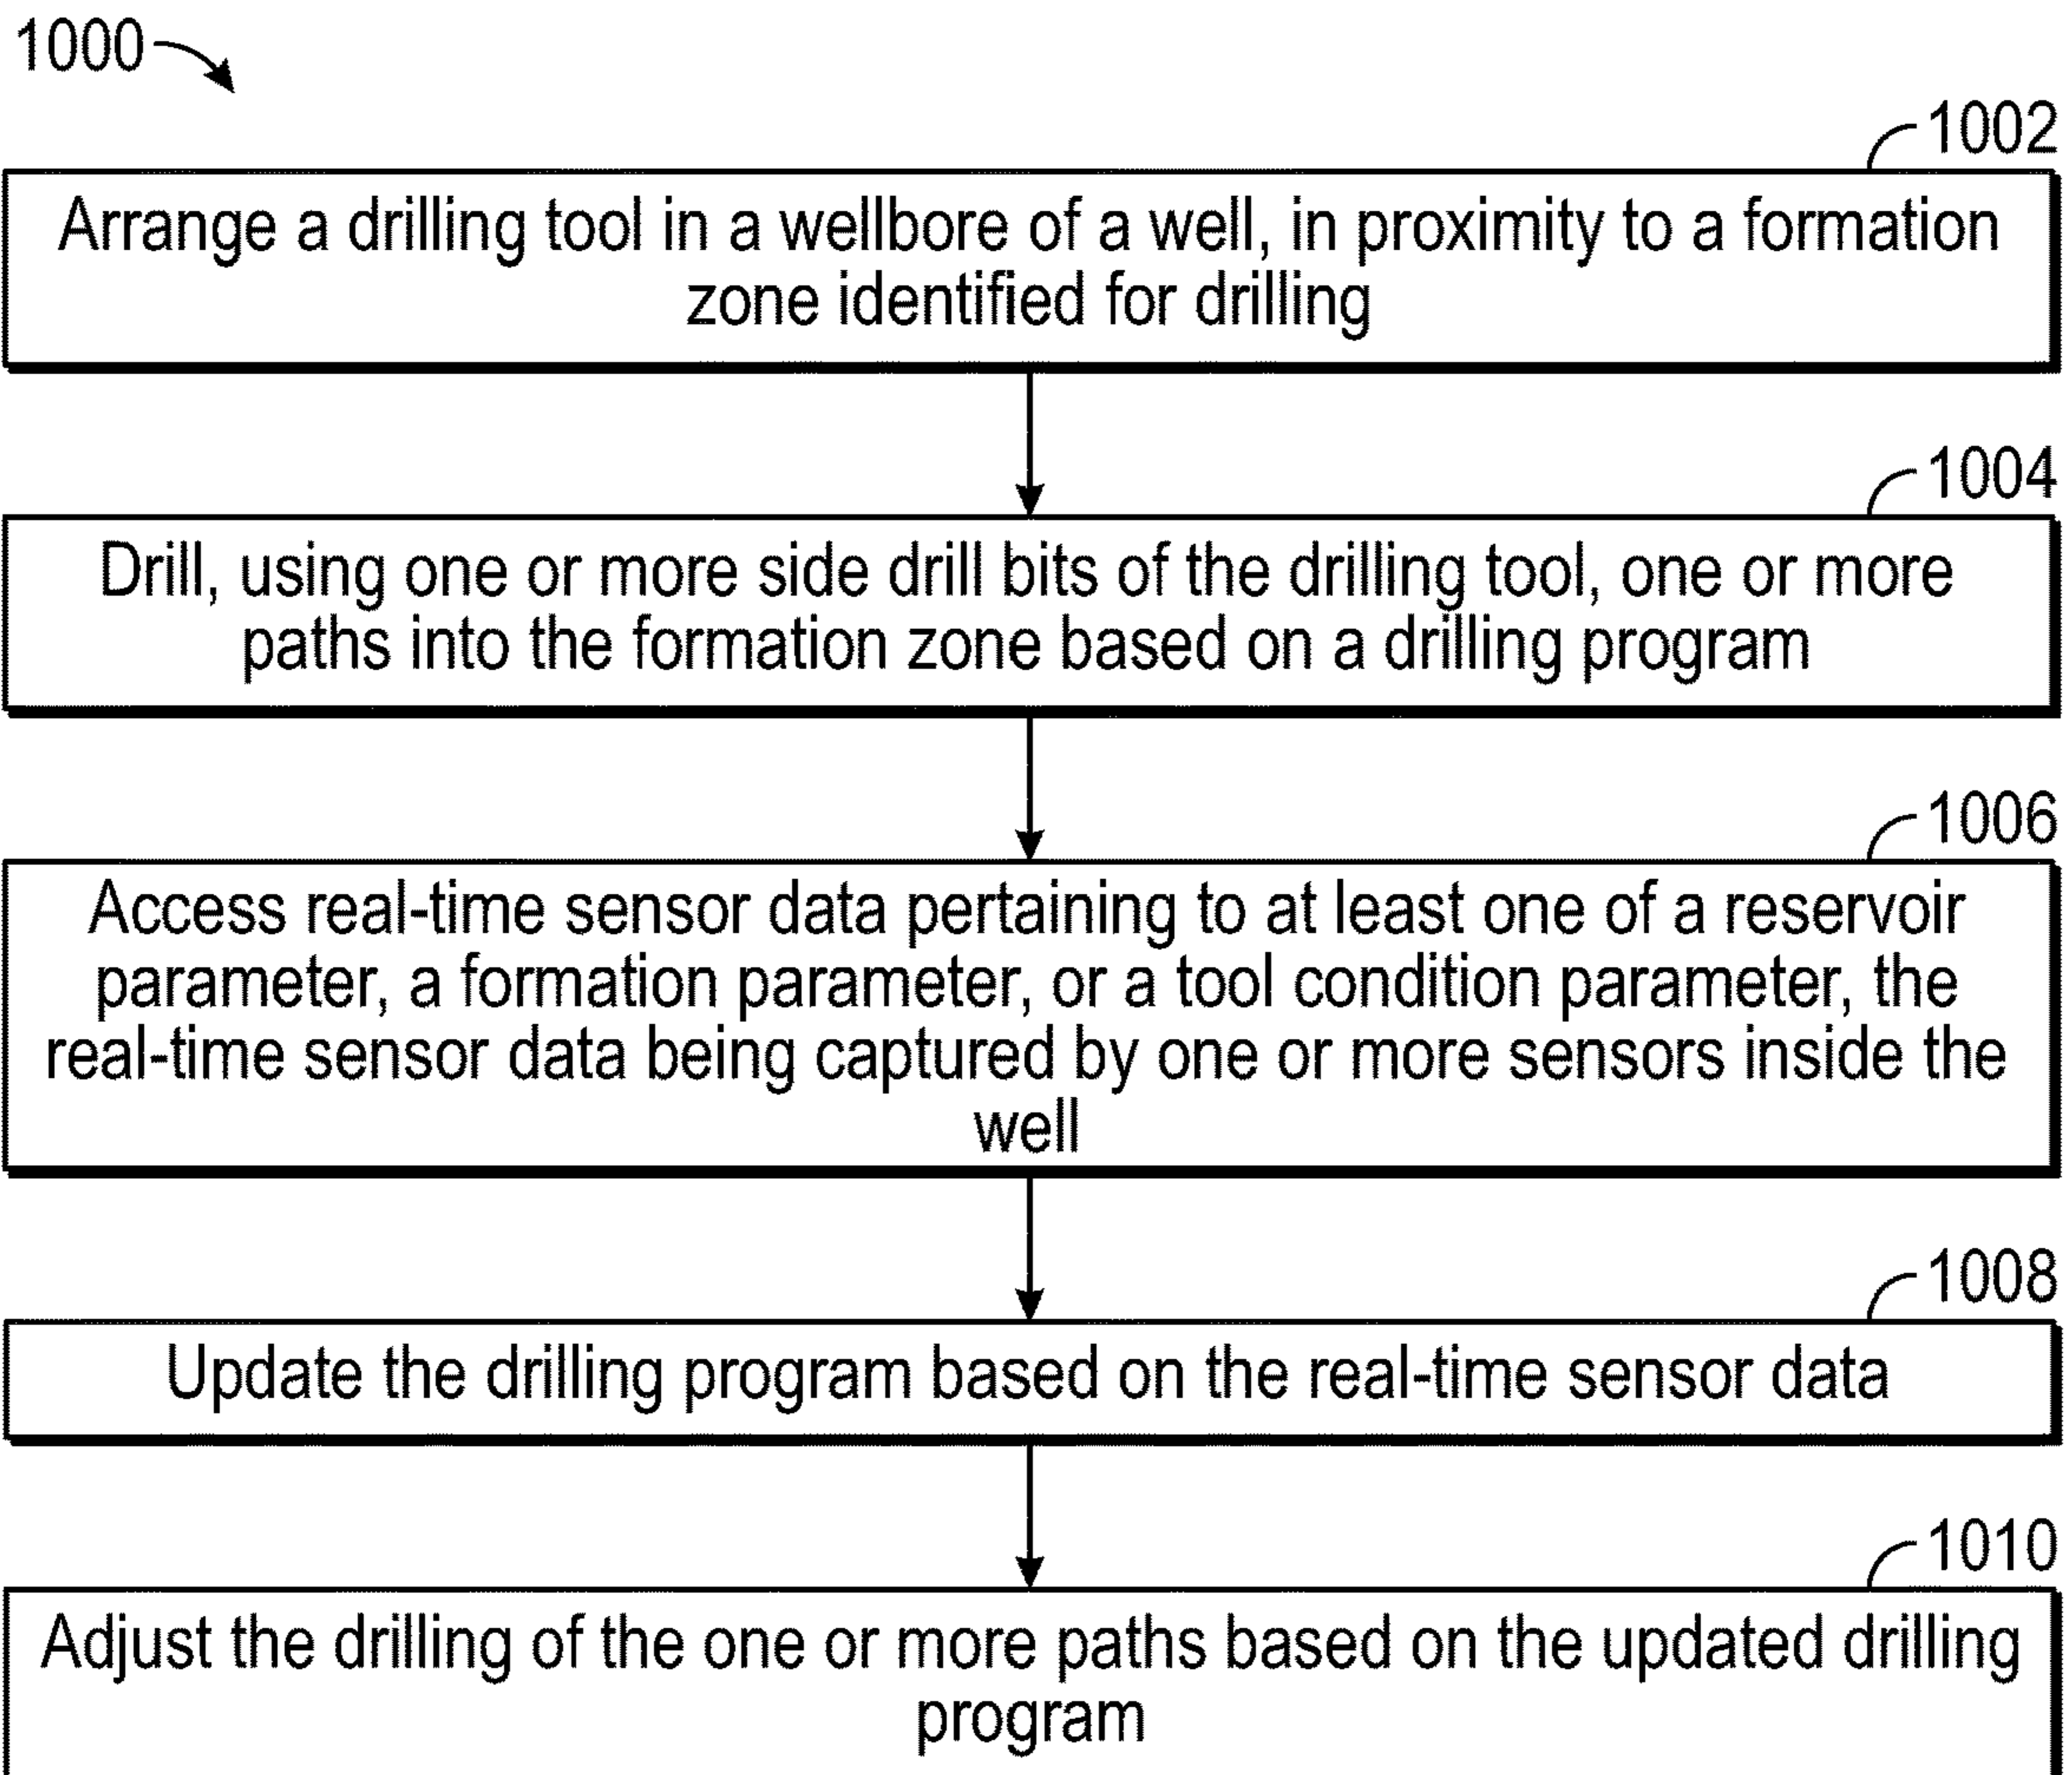 1000
1002
Arrange a drilling tool in a wellbore of a well, in proximity to a formation
zone identified for drilling
1004
Drill, using one or more side drill bits of the drilling tool, one or more
paths into the formation zone based on a drilling program
1006
Access real-time sensor data pertaining to at least one of a reservoir
parameter, a formation parameter, or a tool condition parameter, the
real-time sensor data being captured by one or more sensors inside the
well
1008
Update the drilling program based on the real-time sensor data
1010
Adjust the drilling of the one or more paths based on the updated drilling
program